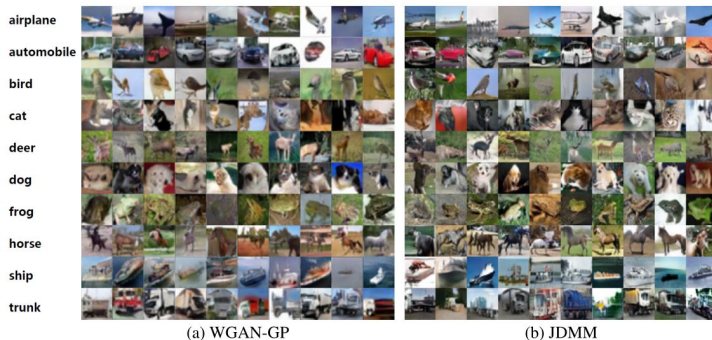 airplane
automobile
bird
cat
deer
dog
frog
horse
ship
trunk
(a) WGAN-GP
(b) JDMM